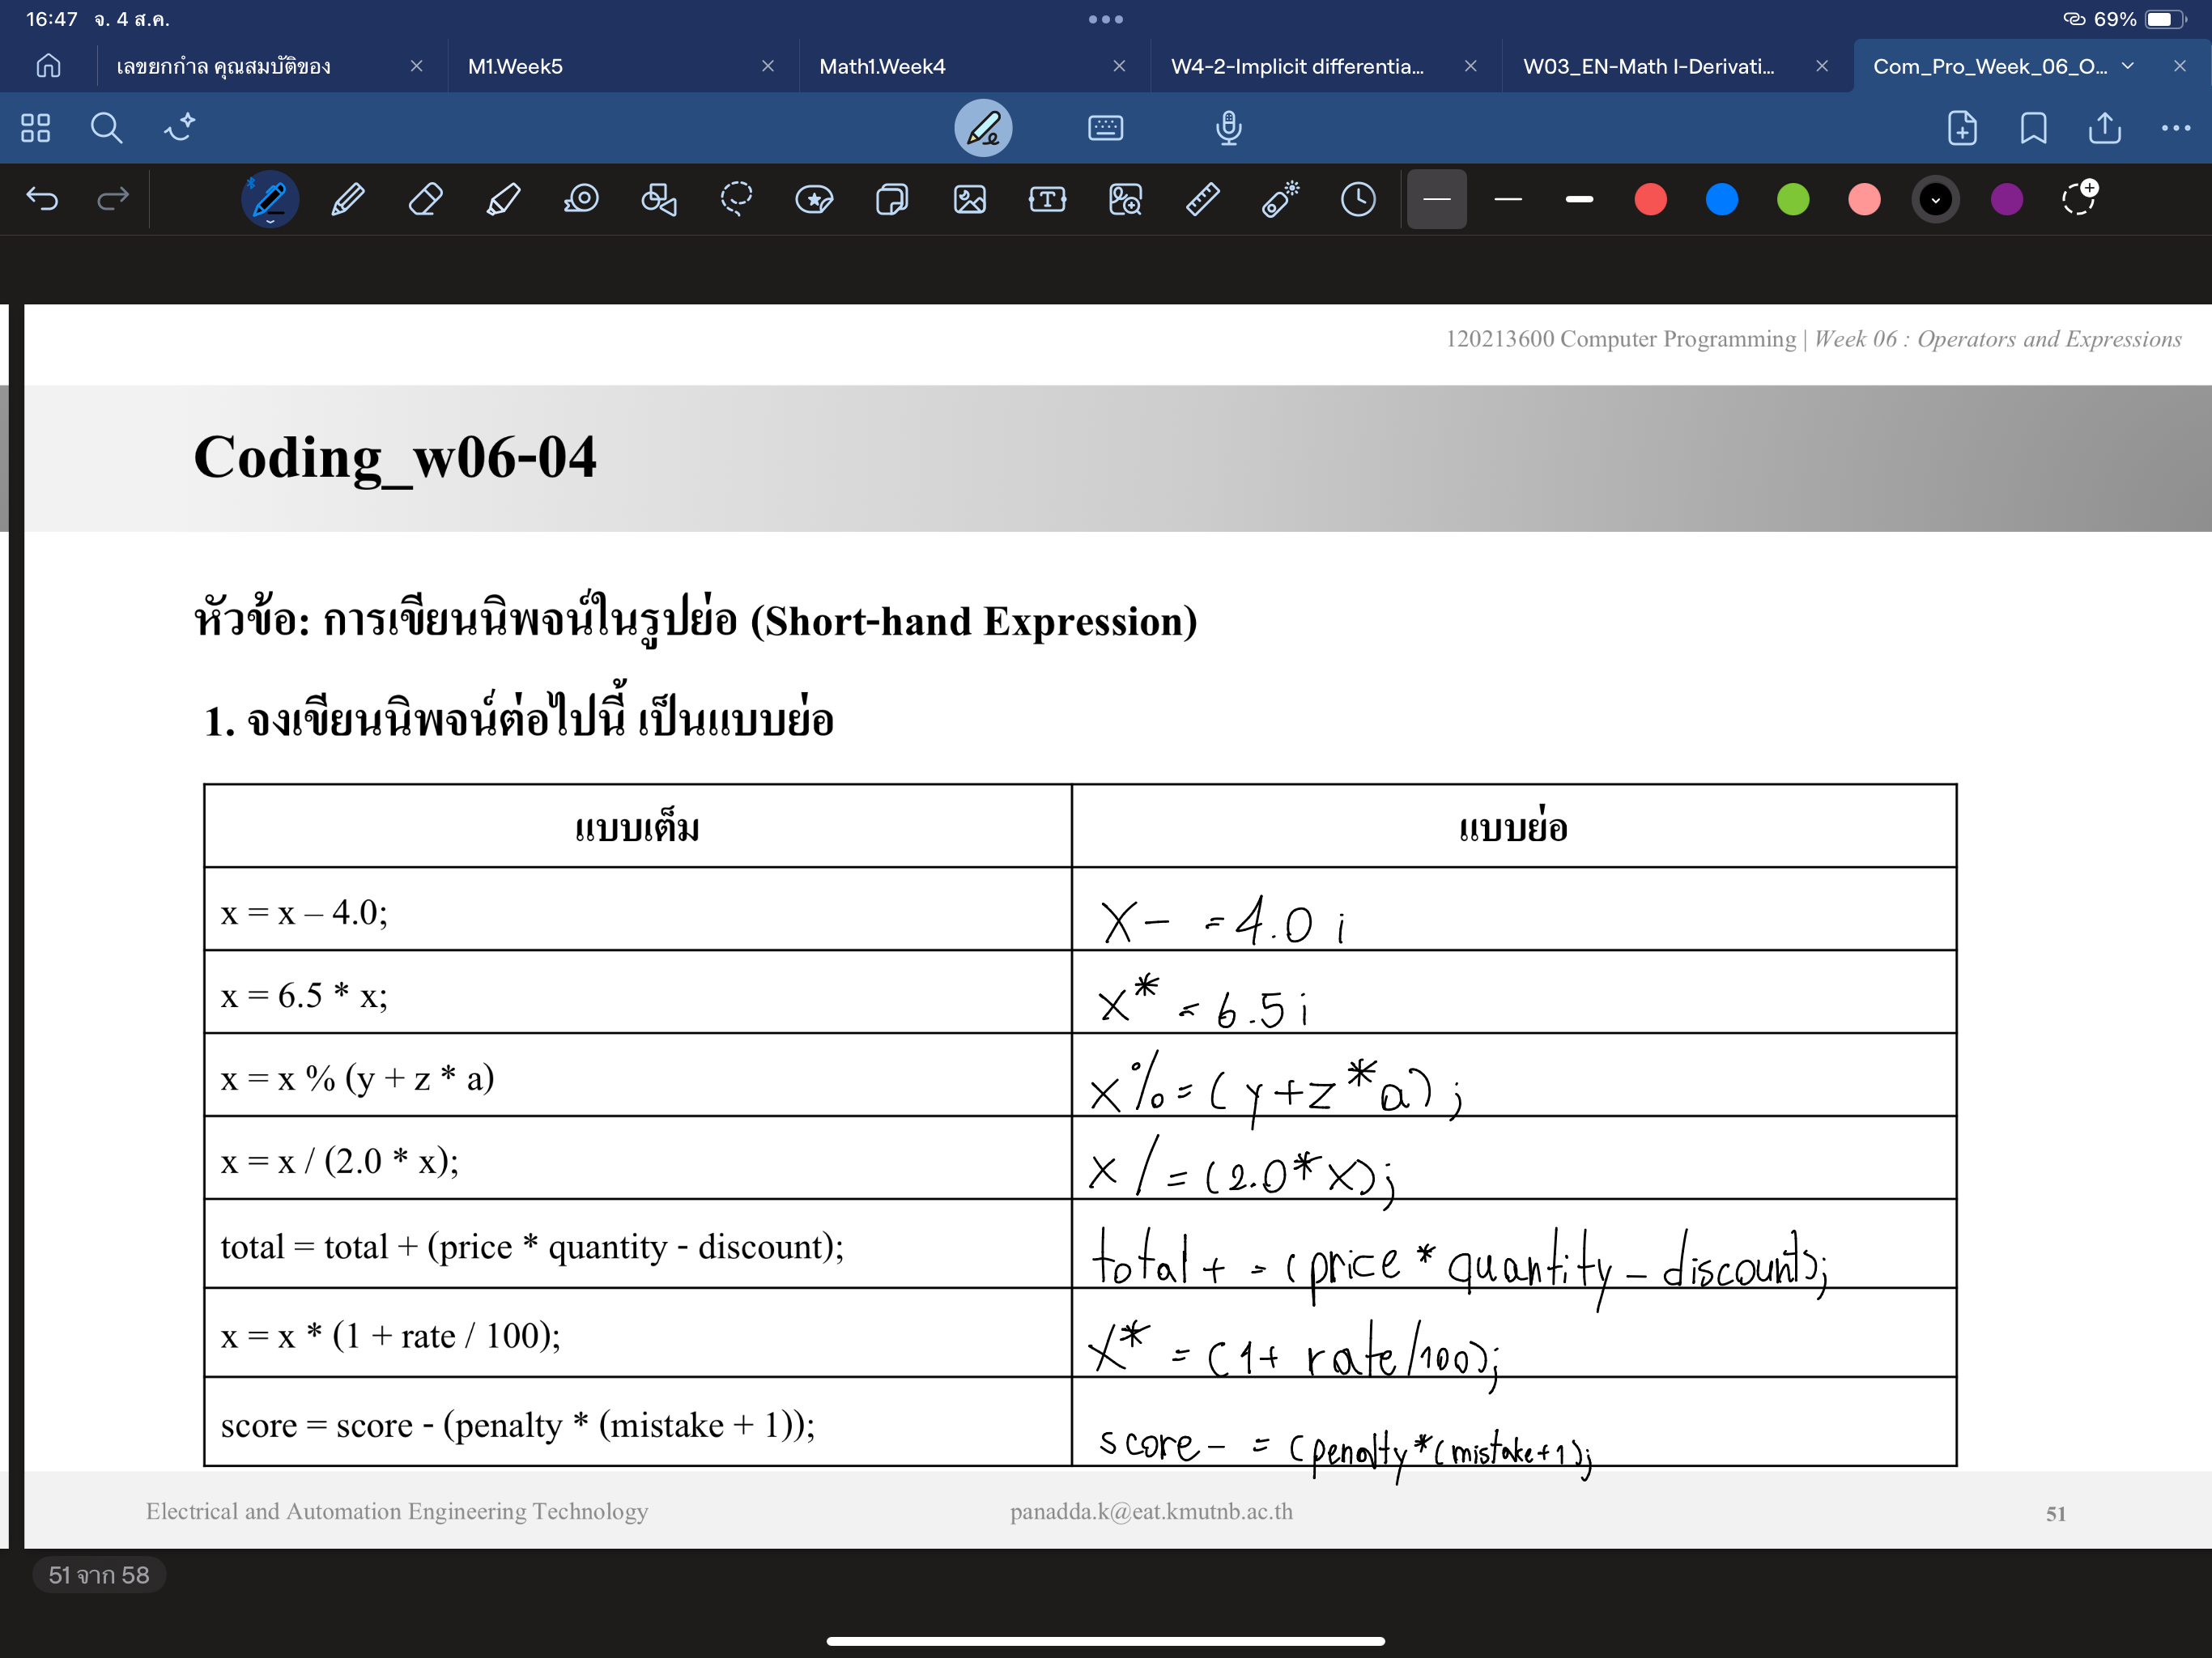 16:47 จ. 4 ส.ค. 69%
เลขยกกำล คุณสมบัติของ M1.Week5 Math1.Week4 W4-2-Implicit differentia... W03_EN-Math I-Derivati... Com_Pro_Week_06_O...
120213600 Computer Programming | Week 06 : Operators and Expressions
Coding_w06-04
หัวข้อ: การเขียนนิพจน์ในรูปย่อ (Short-hand Expression)
1. จงเขียนนิพจน์ต่อไปนี้ เป็นแบบย่อ
แบบเต็ม แบบย่อ
x = x – 4.0; x- =4.0 ;
x = 6.5 * x; x* = 6.5 ;
x = x % (y + z * a) x%=(y+z*a);
x = x / (2.0 * x); x/=(2.0*x);
total = total + (price * quantity - discount); total + = (price * quantity - discount);
x = x * (1 + rate / 100); x* = (1+ rate/100);
score = score - (penalty * (mistake + 1)); score- = (penalty*(mistake+1);
Electrical and Automation Engineering Technology panadda.k@eat.kmutnb.ac.th 51
51 จาก 58